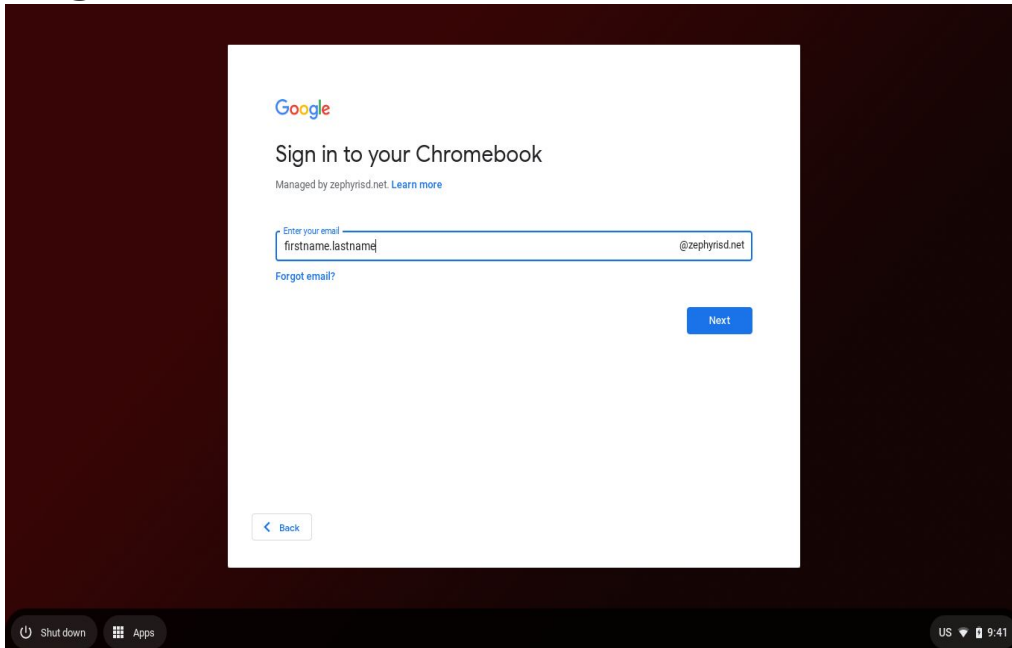 Google
Sign in to your Chromebook
Managed by zephyrisd.net. Learn more
Enter your email
firstname.lastname @zephyrisd.net
Forgot email?
Next
Back
Shut down Apps US 9:41